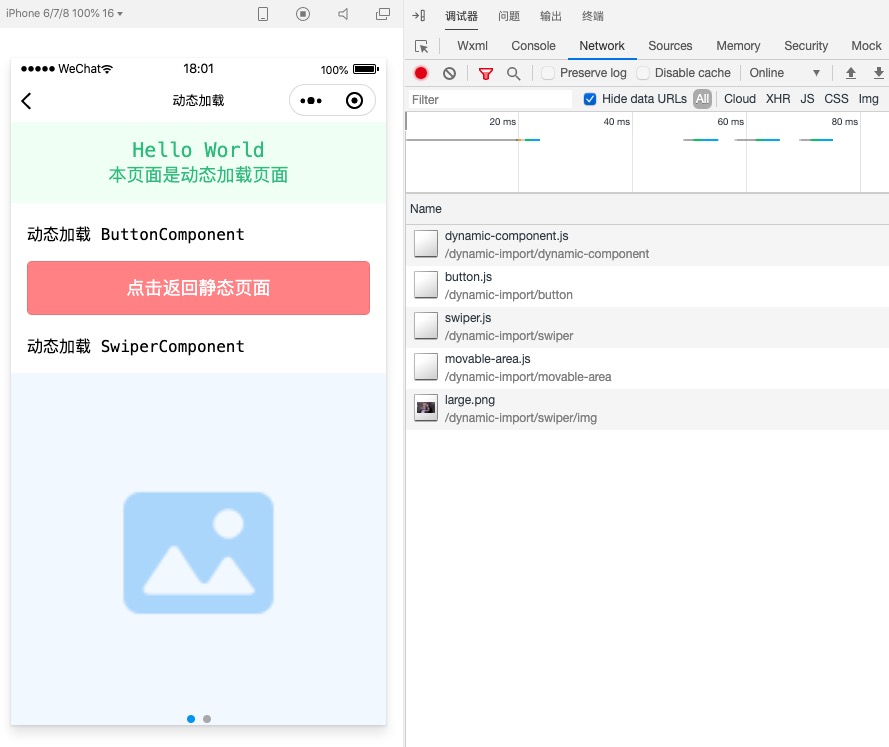 iPhone 6/7/8 100% 16
WeChat 18:01 100%
动态加载
Hello World
本页面是动态加载页面
动态加载 ButtonComponent
点击返回静态页面
动态加载 SwiperComponent
调试器 问题 输出 终端
Wxml Console Network Sources Memory Security Mock
Preserve log Disable cache Online
Filter Hide data URLs All Cloud XHR JS CSS Img
20 ms 40 ms 60 ms 80 ms
Name
dynamic-component.js
/dynamic-import/dynamic-component
button.js
/dynamic-import/button
swiper.js
/dynamic-import/swiper
movable-area.js
/dynamic-import/movable-area
large.png
/dynamic-import/swiper/img